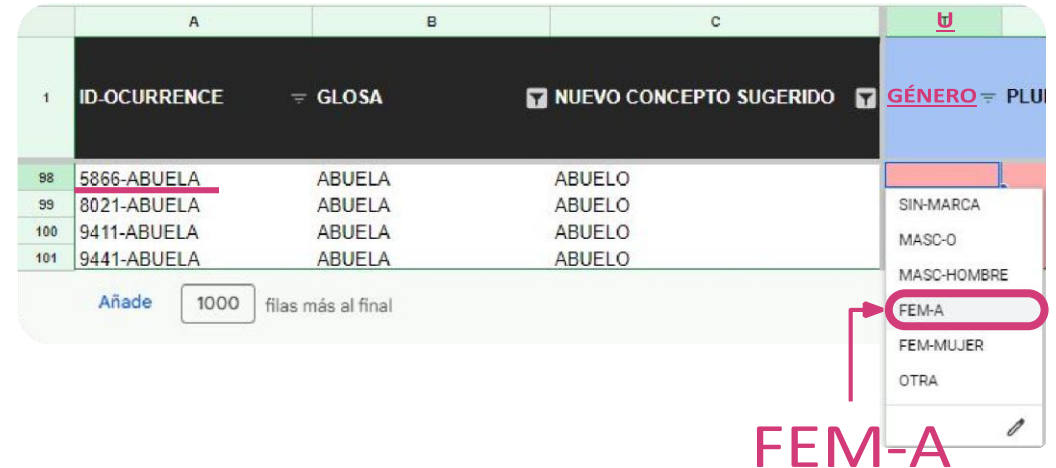 A B C U
1 ID-OCURRENCE GLOSA NUEVO CONCEPTO SUGERIDO GÉNERO
98 5866-ABUELA ABUELA ABUELO
99 8021-ABUELA ABUELA ABUELO
100 9411-ABUELA ABUELA ABUELO
101 9441-ABUELA ABUELA ABUELO
SIN-MARCA
MASC-O
MASC-HOMBRE
FEM-A
FEM-MUJER
OTRA
Añade 1000 filas más al final
FEM-A